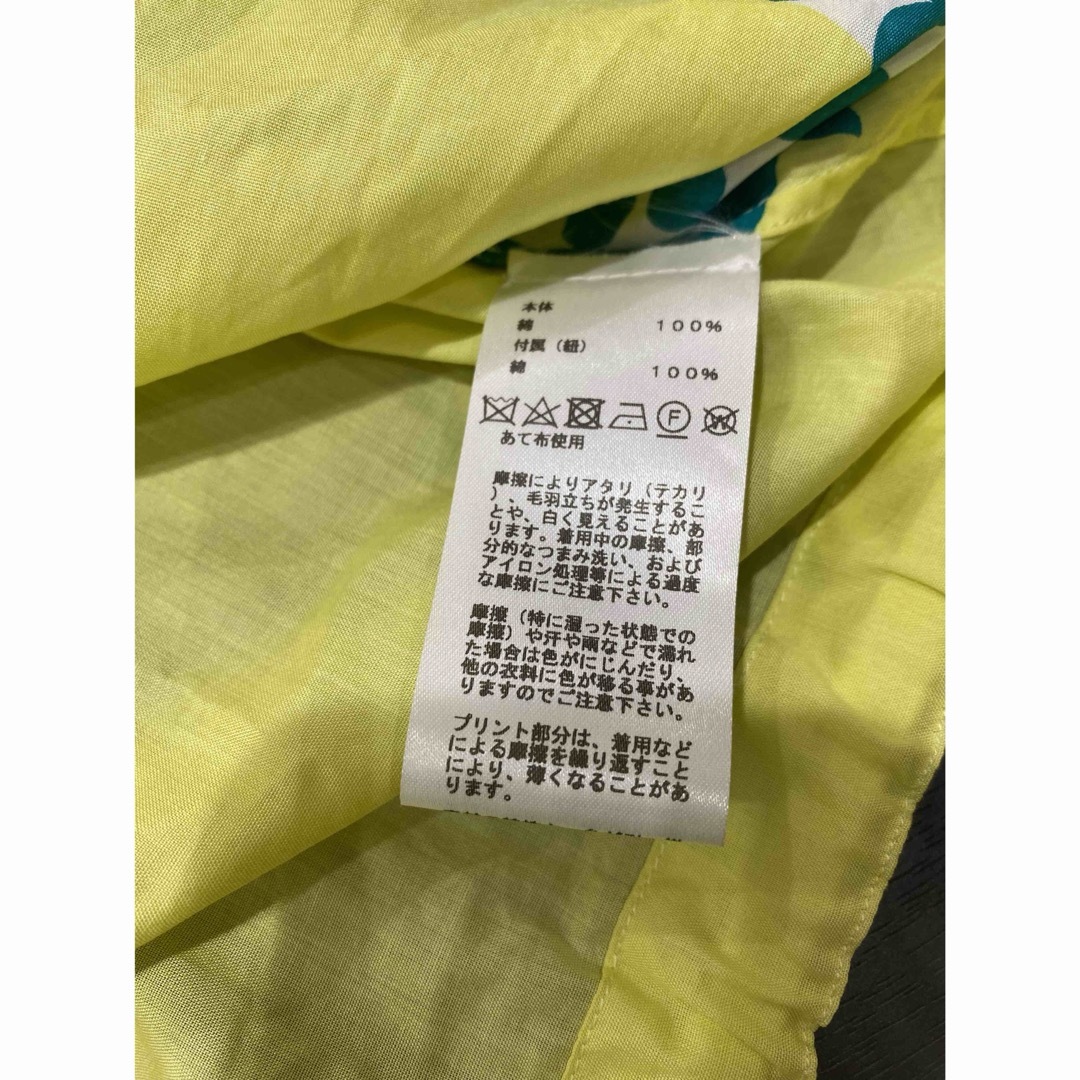 本体
綿 100%
付属（紐）
綿 100%
F
W
あて布使用
摩擦によりアタリ（テカリ
）、毛羽立ちが発生するこ
とや、白く見えることがあ
ります。着用中の摩擦、部
分的なつまみ洗い、および
アイロン処理等による過度
な摩擦にご注意下さい。
摩擦（特に湿った状態での
摩擦）や汗や雨などで濡れ
た場合は色がにじんだり、
他の衣料に色が移る事があ
りますのでご注意下さい。
プリント部分は、着用など
による摩擦を繰り返すこと
により、薄くなることがあ
ります。